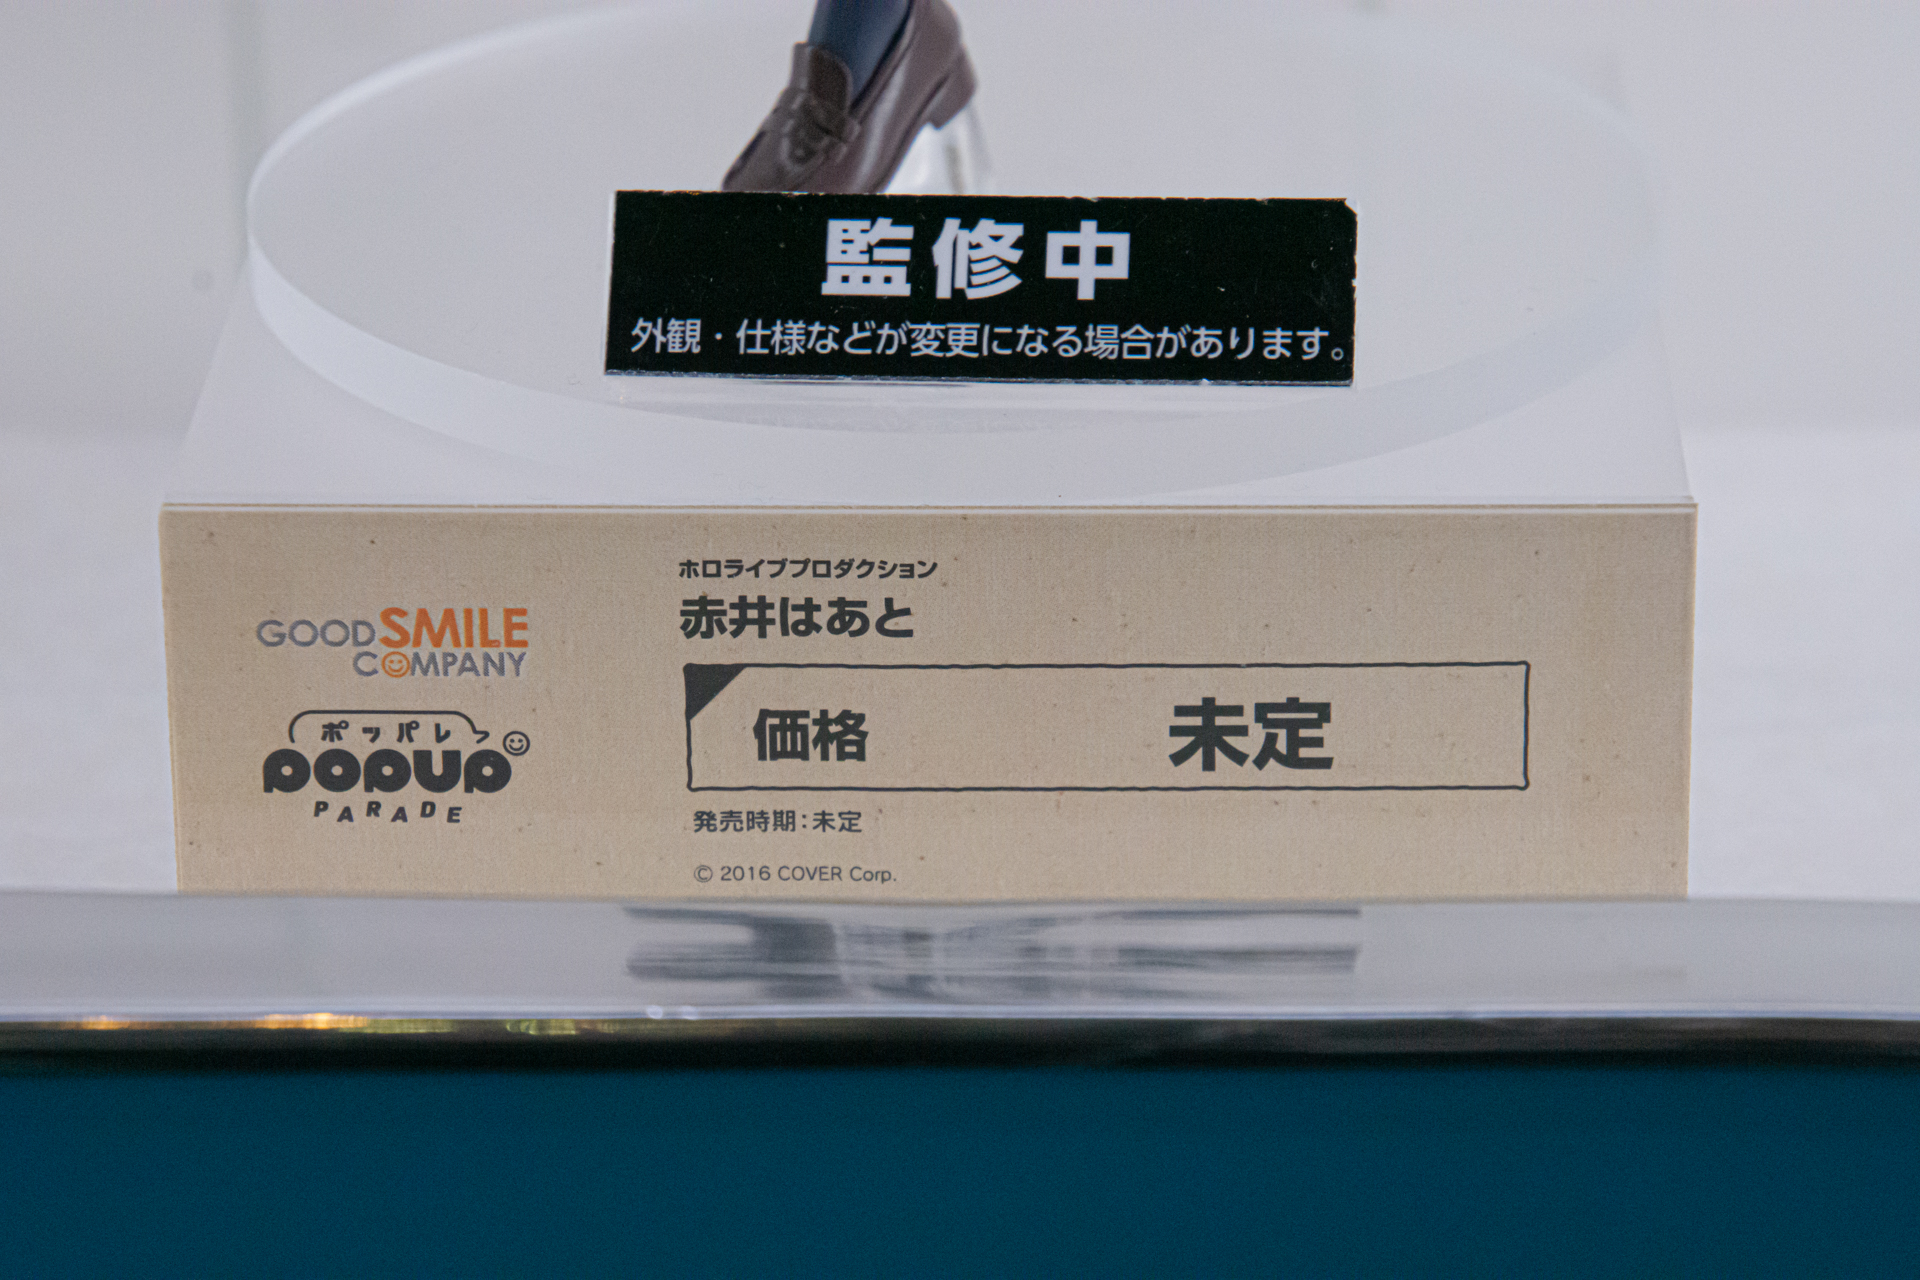 監修中
外観・仕様などが変更になる場合があります。
GOOD SMILE
COMPANY
ポッパレ
POPUP
PARADE
ホロライブプロダクション
赤井はあと
価格 未定
発売時期：未定
© 2016 COVER Corp.